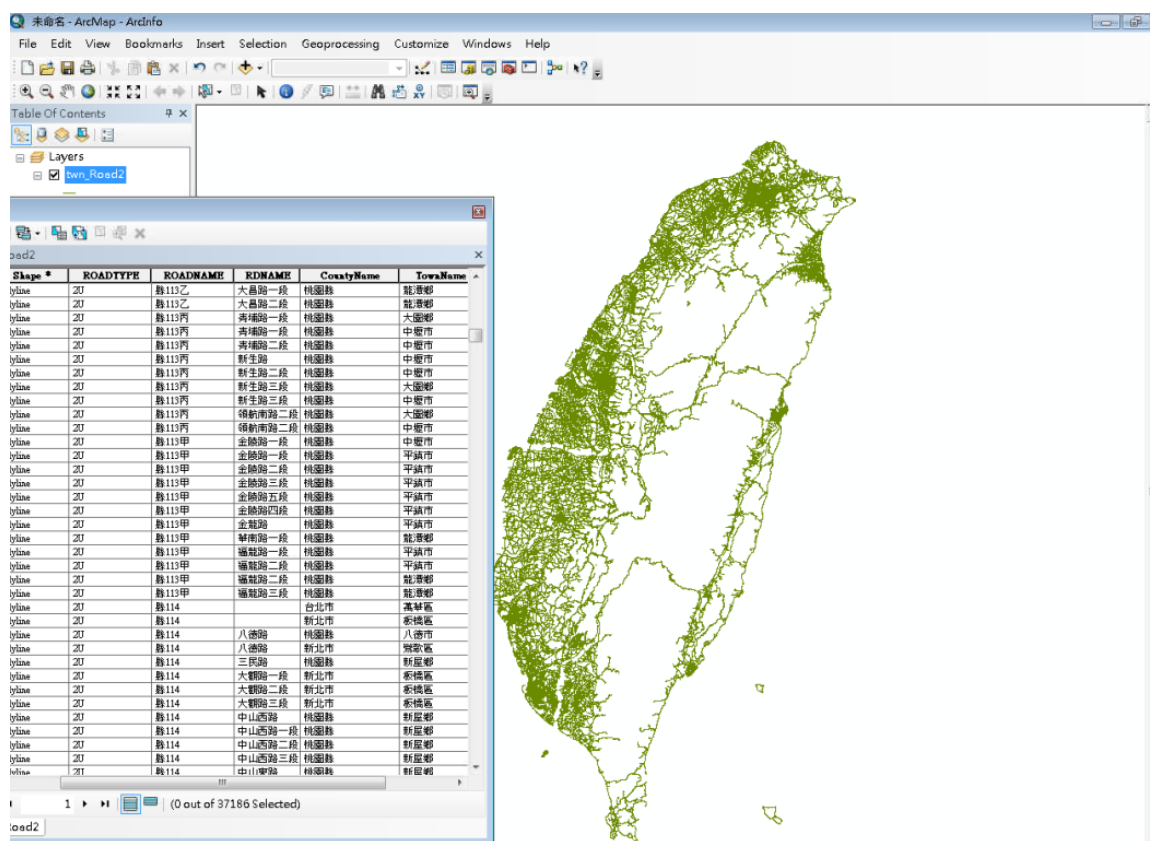 未命名 - ArcMap - ArcInfo
File Edit View Bookmarks Insert Selection Geoprocessing Customize Windows Help
Table Of Contents
Layers
twn_Road2
oad2
Shape * ROADTYPE ROADNAME RDNAME CountyName TownName
lyline 2U 縣113乙 大昌路一段 桃園縣 龍潭鄉
lyline 2U 縣113乙 大昌路二段 桃園縣 龍潭鄉
lyline 2U 縣113丙 青埔路一段 桃園縣 大園鄉
lyline 2U 縣113丙 青埔路一段 桃園縣 中壢市
lyline 2U 縣113丙 青埔路二段 桃園縣 中壢市
lyline 2U 縣113丙 新生路 桃園縣 中壢市
lyline 2U 縣113丙 新生路二段 桃園縣 中壢市
lyline 2U 縣113丙 新生路三段 桃園縣 大園鄉
lyline 2U 縣113丙 新生路三段 桃園縣 中壢市
lyline 2U 縣113丙 領航南路二段 桃園縣 大園鄉
lyline 2U 縣113丙 領航南路二段 桃園縣 中壢市
lyline 2U 縣113甲 金陵路一段 桃園縣 中壢市
lyline 2U 縣113甲 金陵路一段 桃園縣 平鎮市
lyline 2U 縣113甲 金陵路二段 桃園縣 平鎮市
lyline 2U 縣113甲 金陵路三段 桃園縣 平鎮市
lyline 2U 縣113甲 金陵路五段 桃園縣 平鎮市
lyline 2U 縣113甲 金陵路四段 桃園縣 平鎮市
lyline 2U 縣113甲 金龍路 桃園縣 平鎮市
lyline 2U 縣113甲 華南路一段 桃園縣 龍潭鄉
lyline 2U 縣113甲 福龍路一段 桃園縣 平鎮市
lyline 2U 縣113甲 福龍路二段 桃園縣 平鎮市
lyline 2U 縣113甲 福龍路二段 桃園縣 龍潭鄉
lyline 2U 縣113甲 福龍路三段 桃園縣 龍潭鄉
lyline 2U 縣114 台北市 萬華區
lyline 2U 縣114 新北市 板橋區
lyline 2U 縣114 八德路 桃園縣 八德市
lyline 2U 縣114 八德路 新北市 鶯歌區
lyline 2U 縣114 三民路 桃園縣 新屋鄉
lyline 2U 縣114 大觀路一段 新北市 板橋區
lyline 2U 縣114 大觀路二段 新北市 板橋區
lyline 2U 縣114 大觀路三段 新北市 板橋區
lyline 2U 縣114 中山西路 桃園縣 新屋鄉
lyline 2U 縣114 中山西路一段 桃園縣 新屋鄉
lyline 2U 縣114 中山西路二段 桃園縣 新屋鄉
lyline 2U 縣114 中山西路三段 桃園縣 新屋鄉
lyline 2U 縣114 中山東路 桃園縣 新屋鄉
1 (0 out of 37186 Selected)
Road2